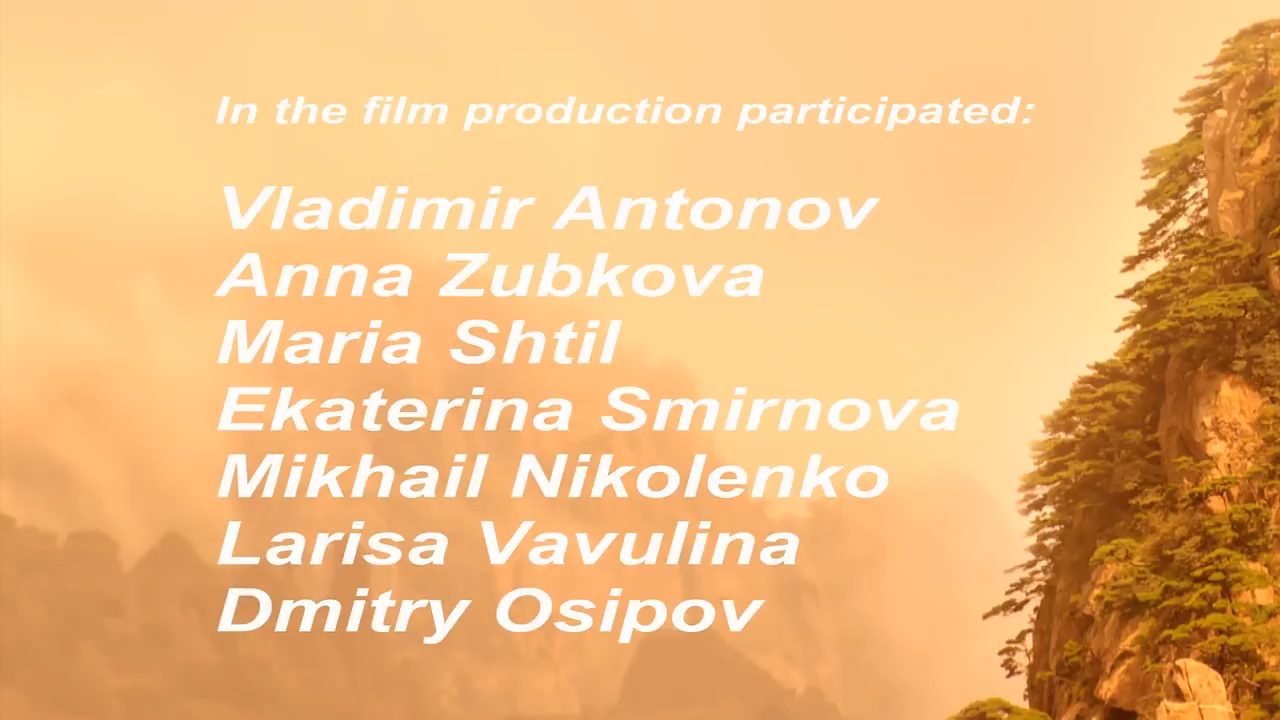 In the film production participated:
Vladimir Antonov
Anna Zubkova
Maria Shtil
Ekaterina Smirnova
Mikhail Nikolenko
Larisa Vavulina
Dmitry Osipov